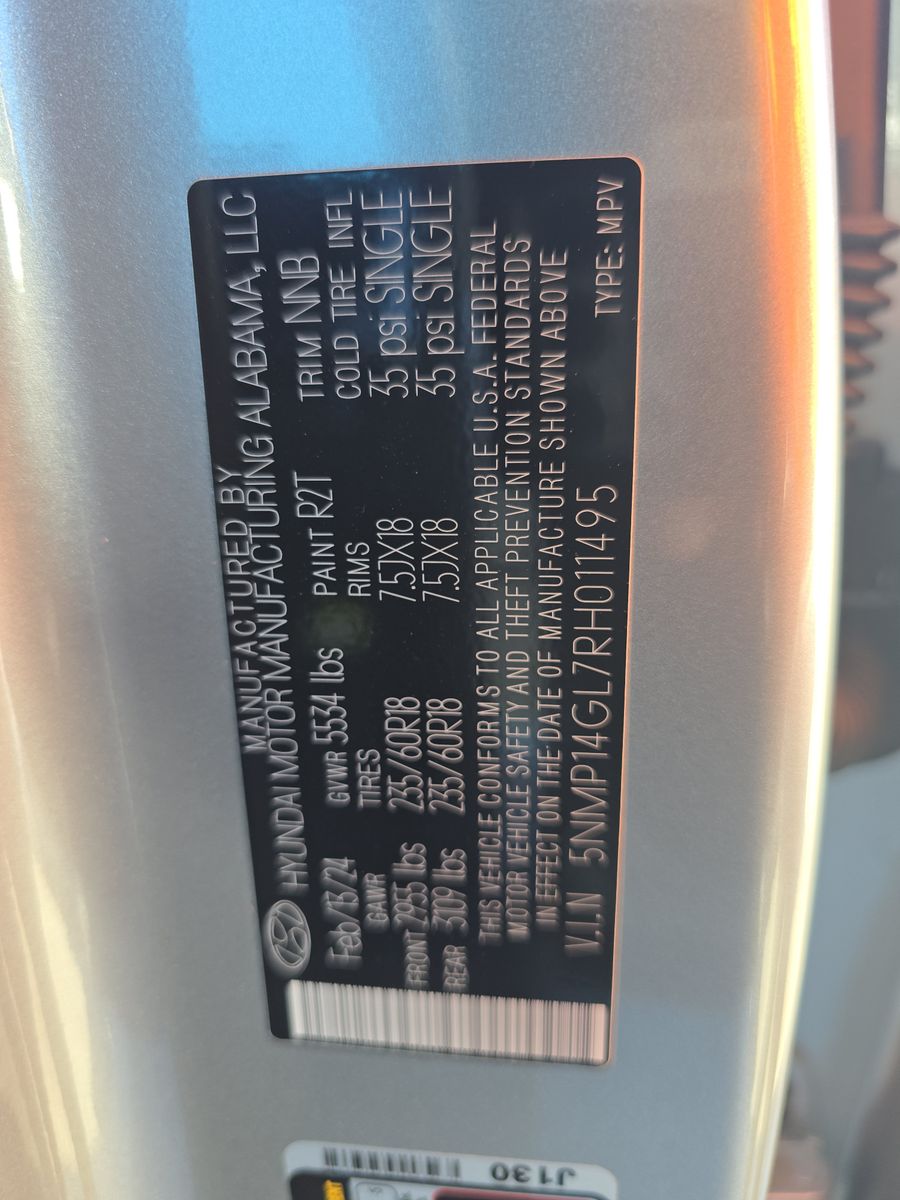 MANUFACTURED BY
HYUNDAI MOTOR MANUFACTURING ALABAMA, LLC
Feb/13/24 GVWR 5534 lbs PAINT R2T TRIM NNB
GAWR TIRES RIMS COLD TIRE INFL
FRONT 2955 lbs 235/60R18 7.5JX18 35 psi SINGLE
REAR 3109 lbs 235/60R18 7.5JX18 35 psi SINGLE
THIS VEHICLE CONFORMS TO ALL APPLICABLE U.S.A. FEDERAL
MOTOR VEHICLE SAFETY AND THEFT PREVENTION STANDARDS
IN EFFECT ON THE DATE OF MANUFACTURE SHOWN ABOVE
V.I.N 5NMP14GL7RH011495 TYPE: MPV
J130